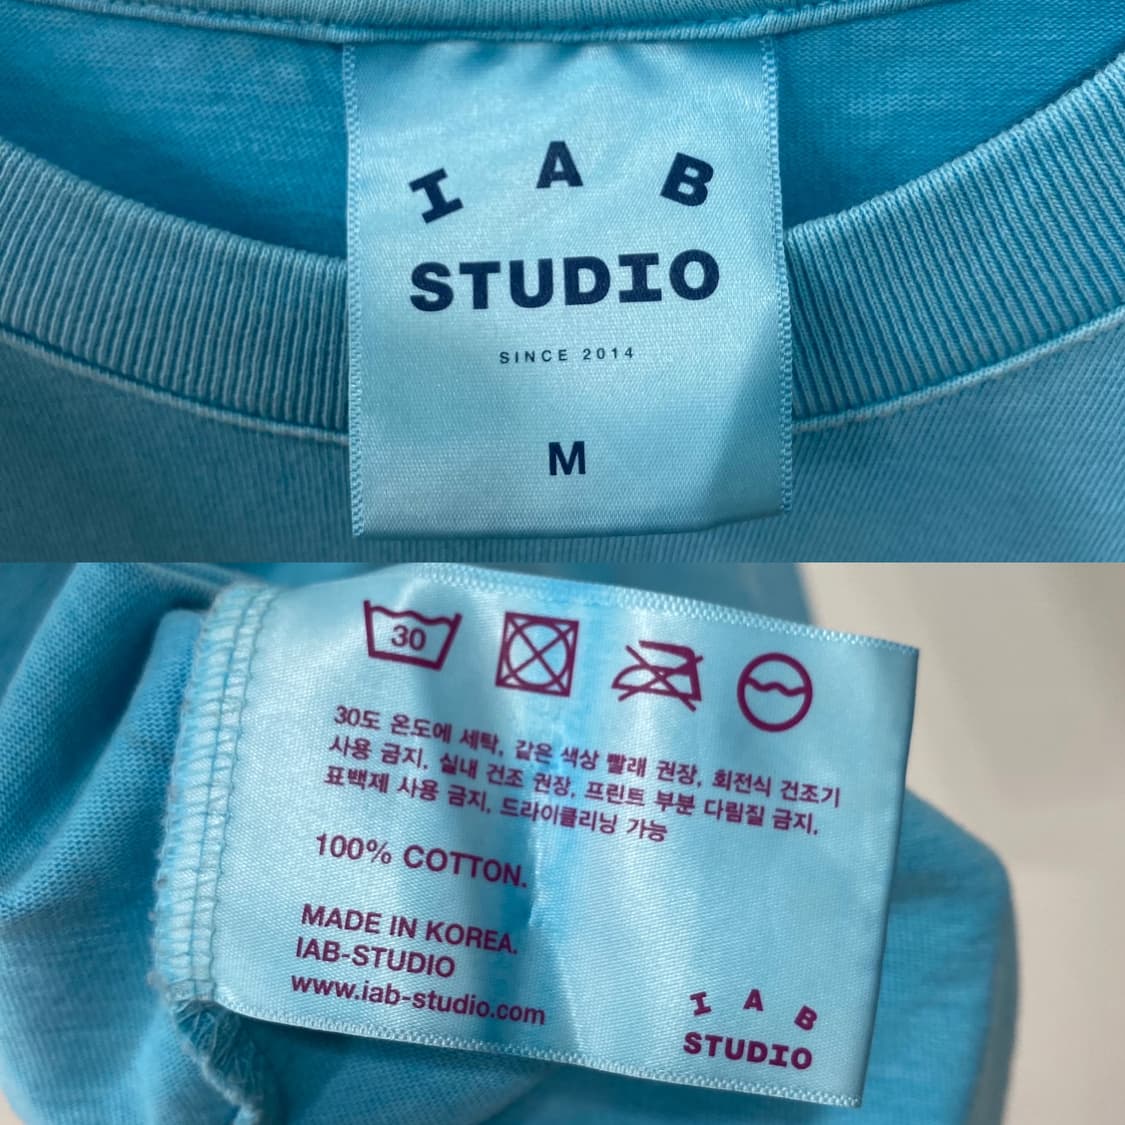 I A B
STUDIO
SINCE 2014
M
30
30도 온도에 세탁, 같은 색상 빨래 권장, 회전식 건조기
사용 금지, 실내 건조 권장, 프린트 부분 다림질 금지,
표백제 사용 금지, 드라이클리닝 가능
100% COTTON.
MADE IN KOREA.
IAB-STUDIO
www.iab-studio.com
I A B
STUDIO